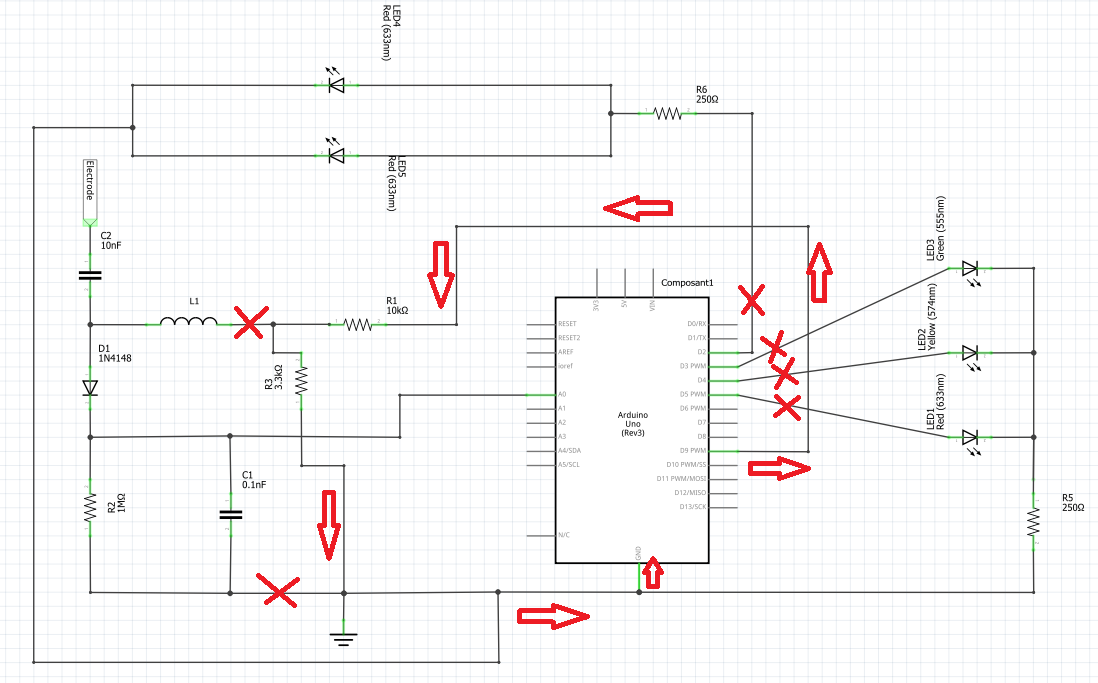 LED4
Red (633nm)
R6
250Ω
LED5
Red (633nm)
Electrode
C2
10nF
LED3
Green (555nm)
L1
R1
10kΩ
Composant1
3V3
5V
VIN
LED2
Yellow (574nm)
D1
1N4148
R3
3.3kΩ
RESET
RESET2
AREF
ioref
A0
A1
A2
A3
A4/SDA
A5/SCL
N/C
Arduino
Uno
(Rev3)
D0/RX
D1/TX
D2
D3 PWM
D4
D5 PWM
D6 PWM
D7
D8
D9 PWM
D10 PWM/SS
D11 PWM/MOSI
D12/MISO
D13/SCK
GND
LED1
Red (633nm)
R2
1MΩ
C1
0.1nF
R5
250Ω